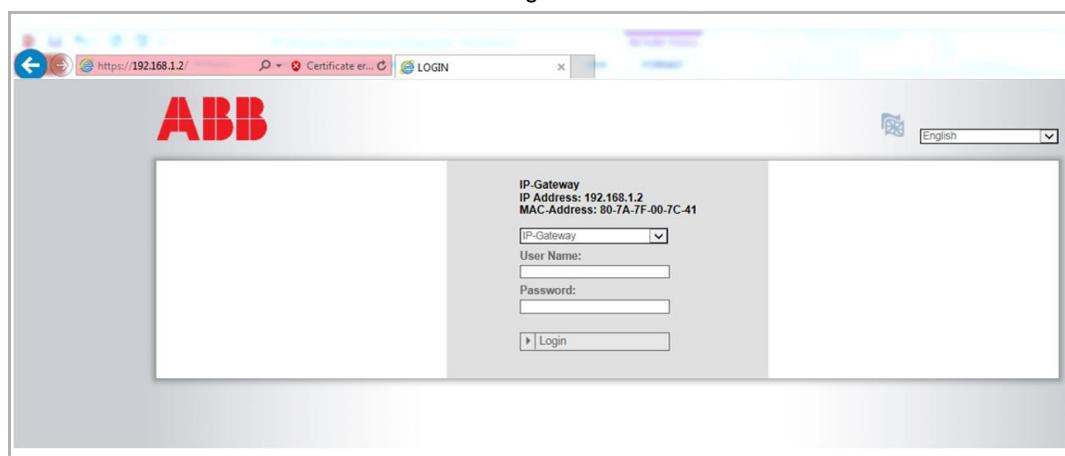 https://192.168.1.2/
Certificate er...
LOGIN
ABB
English
IP-Gateway
IP Address: 192.168.1.2
MAC-Address: 80-7A-7F-00-7C-41
IP-Gateway
User Name:
Password:
Login